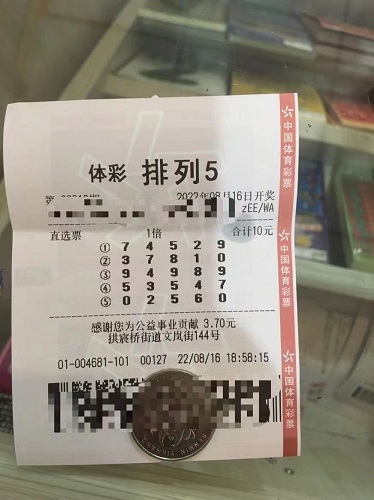 体彩 排列5
2022年08月16日开奖
zEE/WA
直选票 1倍 合计10元
① 7 4 5 2 9
② 3 7 8 1 0
③ 9 4 9 8 9
④ 5 3 5 4 7
⑤ 0 2 5 6 0
感谢您为公益事业贡献 3.70元
拱宸桥街道文岚街144号
01-004681-101 00127 22/08/16 18:58:15
中国体育彩票
中国体育彩票
中国体育彩票